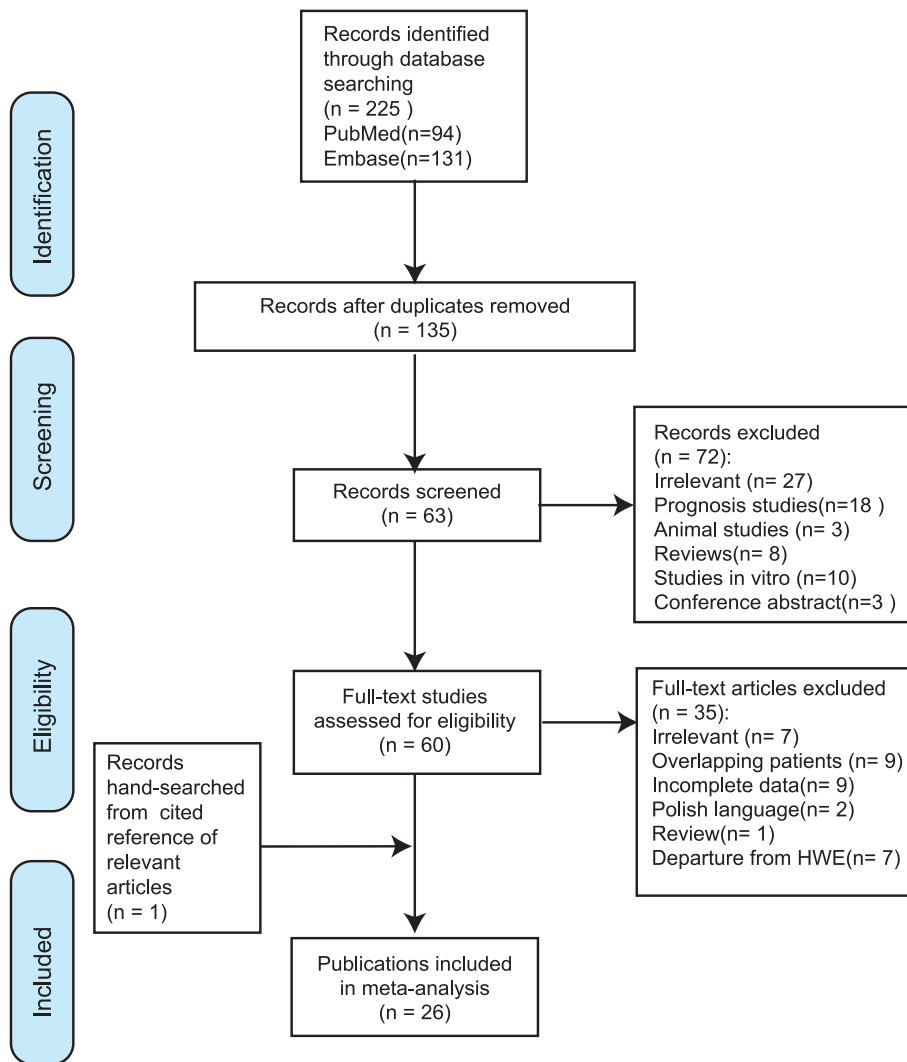 Identification
Records identified
through database
searching
(n = 225 )
PubMed(n=94)
Embase(n=131)
Records after duplicates removed
(n = 135)
Screening
Records screened
(n = 63)
Records excluded
(n = 72):
Irrelevant (n= 27)
Prognosis studies(n=18 )
Animal studies (n= 3)
Reviews(n= 8)
Studies in vitro (n=10)
Conference abstract(n=3 )
Eligibility
Full-text studies
assessed for eligibility
(n = 60)
Full-text articles excluded
(n = 35):
Irrelevant (n= 7)
Overlapping patients (n= 9)
Incomplete data(n= 9)
Polish language(n= 2)
Review(n= 1)
Departure from HWE(n= 7)
Records
hand-searched
from cited
reference of
relevant
articles
(n = 1)
Included
Publications included
in meta-analysis
(n = 26)